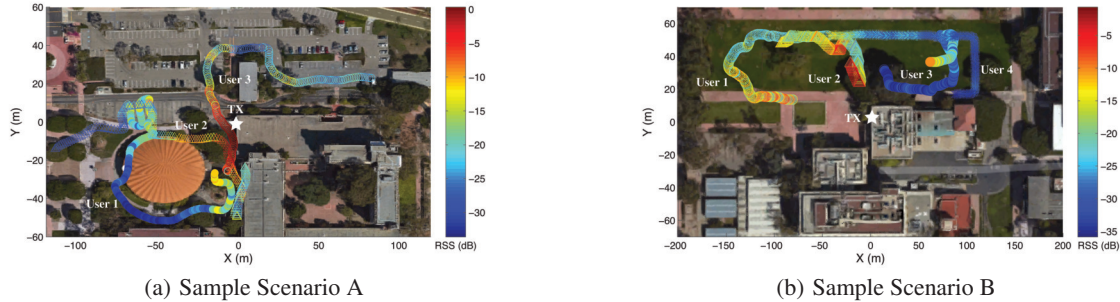 60
40
20
0
−20
−40
−60
Y (m)
User 3
TX
User 2
User 1
−100
−50
0
50
100
X (m)
0
−5
−10
−15
−20
−25
−30
RSS (dB)
(a) Sample Scenario A
60
40
20
0
−20
−40
−60
Y (m)
User 1
User 2
User 3
User 4
TX
−200
−150
−100
−50
0
50
100
150
200
X (m)
−5
−10
−15
−20
−25
−30
−35
RSS (dB)
(b) Sample Scenario B